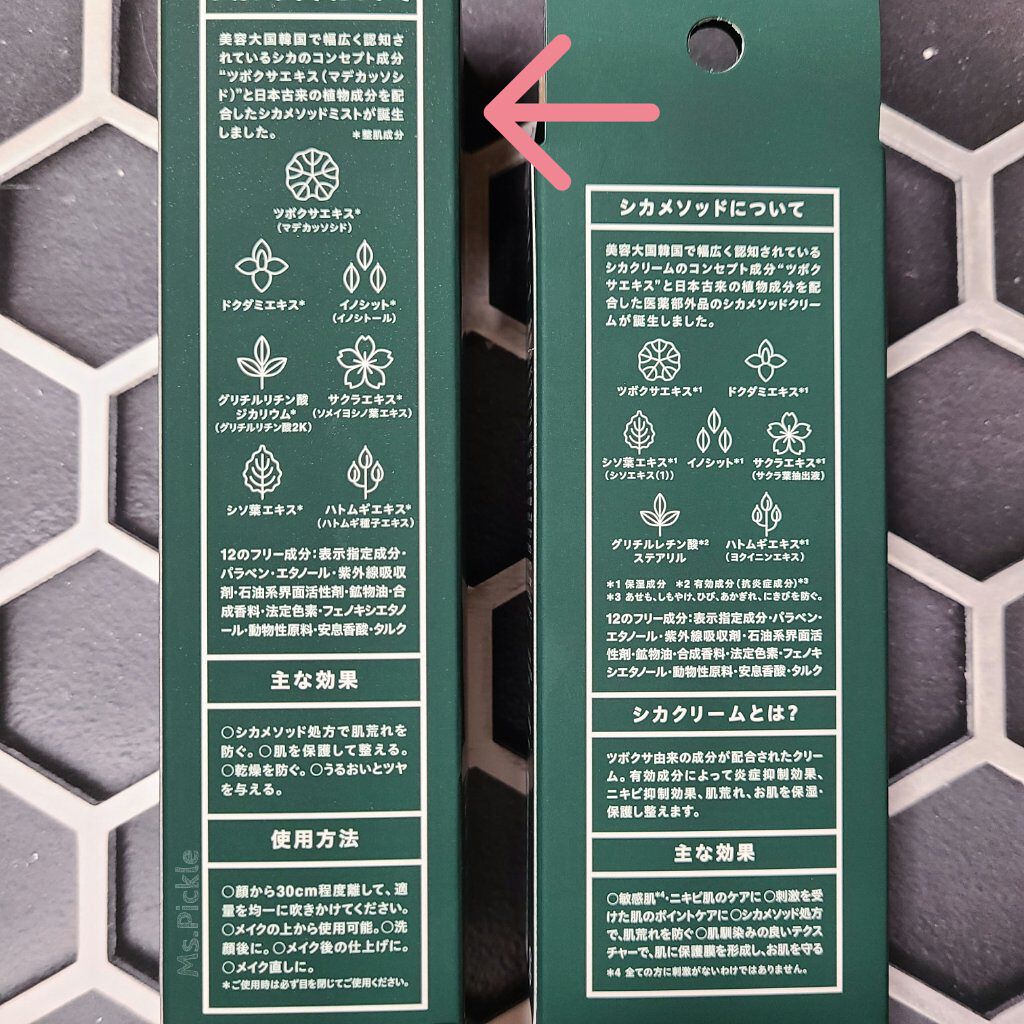 美容大国韓国で幅広く認知さ
れているシカのコンセプト成分
“ツボクサエキス（マデカッソシ
ド）”と日本古来の植物成分を配
合したシカメソッドミストが誕生
しました。 ＊整肌成分
ツボクサエキス＊
（マデカッソシド）
ドクダミエキス＊ イノシット＊
（イノシトール）
グリチルリチン酸 サクラエキス＊
ジカリウム＊ （ソメイヨシノ葉エキス）
（グリチルリチン酸2K）
シソ葉エキス＊ ハトムギエキス＊
（ハトムギ種子エキス）
12のフリー成分：表示指定成分・
パラベン・エタノール・紫外線吸収
剤・石油系界面活性剤・鉱物油・合
成香料・法定色素・フェノキシエタノ
ール・動物性原料・安息香酸・タルク
主な効果
○シカメソッド処方で肌荒れを
防ぐ。○肌を保護して整える。
○乾燥を防ぐ。○うるおいとツヤ
を与える。
使用方法
○顔から30cm程度離して、適
量を均一に吹きかけてください。
○メイクの上から使用可能。○洗
顔後に。○メイク後の仕上げに。
○メイク直しに。
＊ご使用時は必ず目を閉じてご使用ください。
シカメソッドについて
美容大国韓国で幅広く認知されている
シカクリームのコンセプト成分“ツボク
サエキス”と日本古来の植物成分を配
合した医薬部外品のシカメソッドクリー
ムが誕生しました。
ツボクサエキス＊1 ドクダミエキス＊1
シソ葉エキス＊1 イノシット＊1 サクラエキス＊1
（シソエキス（1）） （サクラ葉抽出液）
グリチルレチン酸＊2 ハトムギエキス＊1
ステアリル （ヨクイニンエキス）
＊1 保湿成分 ＊2 有効成分（抗炎症成分）＊3
＊3 あせも、しもやけ、ひび、あかぎれ、にきびを防ぐ。
12のフリー成分：表示指定成分・パラベン・
エタノール・紫外線吸収剤・石油系界面活
性剤・鉱物油・合成香料・法定色素・フェノキ
シエタノール・動物性原料・安息香酸・タルク
シカクリームとは？
ツボクサ由来の成分が配合されたクリー
ム。有効成分によって炎症抑制効果、
ニキビ抑制効果、肌荒れ、お肌を保湿・
保護し整えます。
主な効果
○敏感肌＊4・ニキビ肌のケアに ○刺激を受
けた肌のポイントケアに ○シカメソッド処方
で、肌荒れを防ぐ ○肌馴染みの良いテクス
チャーで、肌に保護膜を形成し、お肌を守る
＊4 全ての方に刺激がないわけではありません。
Ms.Pickle